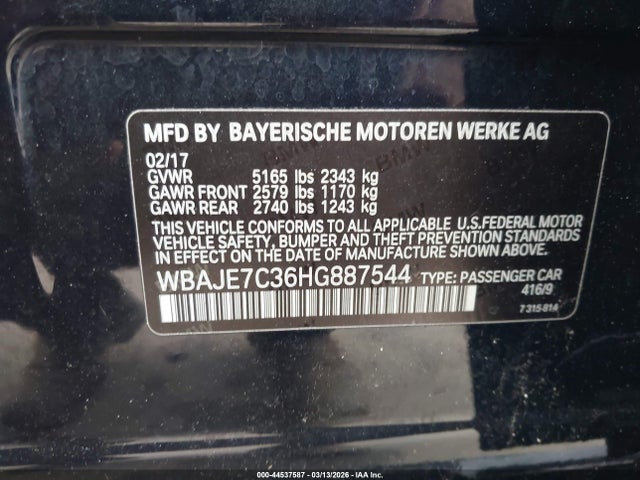 MFD BY BAYERISCHE MOTOREN WERKE AG
02/17
GVWR 5165 lbs 2343 kg
GAWR FRONT 2579 lbs 1170 kg
GAWR REAR 2740 lbs 1243 kg
THIS VEHICLE CONFORMS TO ALL APPLICABLE U.S.FEDERAL MOTOR
VEHICLE SAFETY, BUMPER, AND THEFT PREVENTION STANDARDS
IN EFFECT ON THE DATE OF MANUFACTURE SHOWN ABOVE.
WBAJE7C36HG887544 TYPE: PASSENGER CAR
416/9
7 315 814
000-44537587 - 03/13/2026 - IAA Inc.